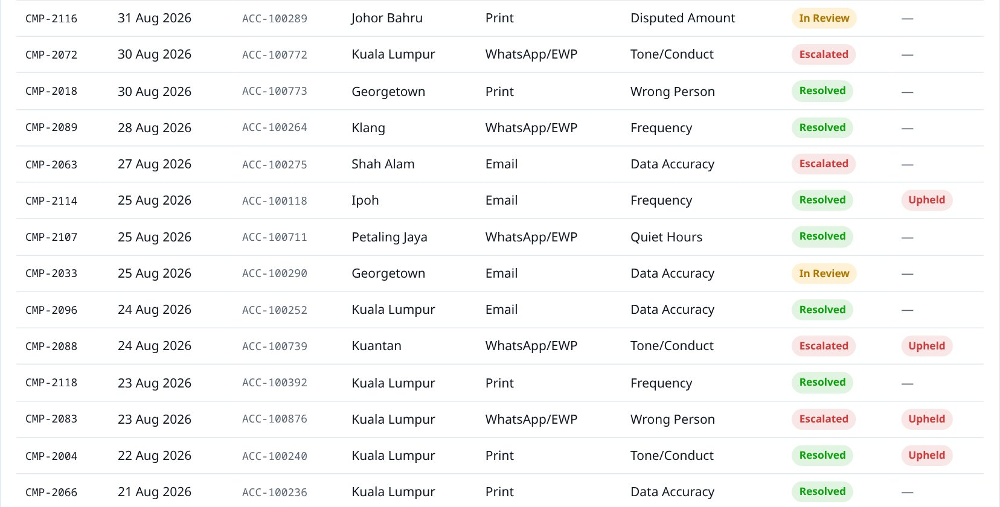 CMP-2116 31 Aug 2026 ACC-100289 Johor Bahru Print Disputed Amount In Review —
CMP-2072 30 Aug 2026 ACC-100772 Kuala Lumpur WhatsApp/EWP Tone/Conduct Escalated —
CMP-2018 30 Aug 2026 ACC-100773 Georgetown Print Wrong Person Resolved —
CMP-2089 28 Aug 2026 ACC-100264 Klang WhatsApp/EWP Frequency Resolved —
CMP-2063 27 Aug 2026 ACC-100275 Shah Alam Email Data Accuracy Escalated —
CMP-2114 25 Aug 2026 ACC-100118 Ipoh Email Frequency Resolved Upheld
CMP-2107 25 Aug 2026 ACC-100711 Petaling Jaya WhatsApp/EWP Quiet Hours Resolved —
CMP-2033 25 Aug 2026 ACC-100290 Georgetown Email Data Accuracy In Review —
CMP-2096 24 Aug 2026 ACC-100252 Kuala Lumpur Email Data Accuracy Resolved —
CMP-2088 24 Aug 2026 ACC-100739 Kuantan WhatsApp/EWP Tone/Conduct Escalated Upheld
CMP-2118 23 Aug 2026 ACC-100392 Kuala Lumpur Print Frequency Resolved —
CMP-2083 23 Aug 2026 ACC-100876 Kuala Lumpur WhatsApp/EWP Wrong Person Escalated Upheld
CMP-2004 22 Aug 2026 ACC-100240 Kuala Lumpur Print Tone/Conduct Resolved Upheld
CMP-2066 21 Aug 2026 ACC-100236 Kuala Lumpur Print Data Accuracy Resolved —